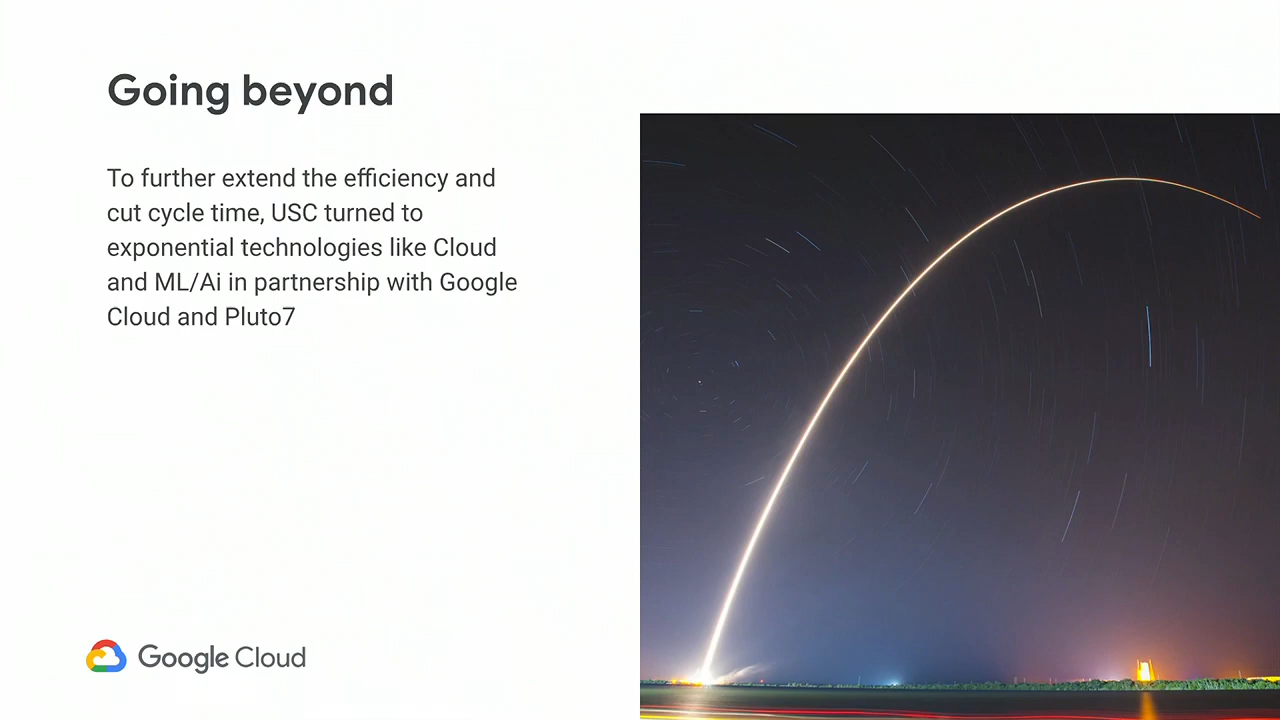 Going beyond
To further extend the efficiency and
cut cycle time, USC turned to
exponential technologies like Cloud
and ML/Ai in partnership with Google
Cloud and Pluto7
Google Cloud